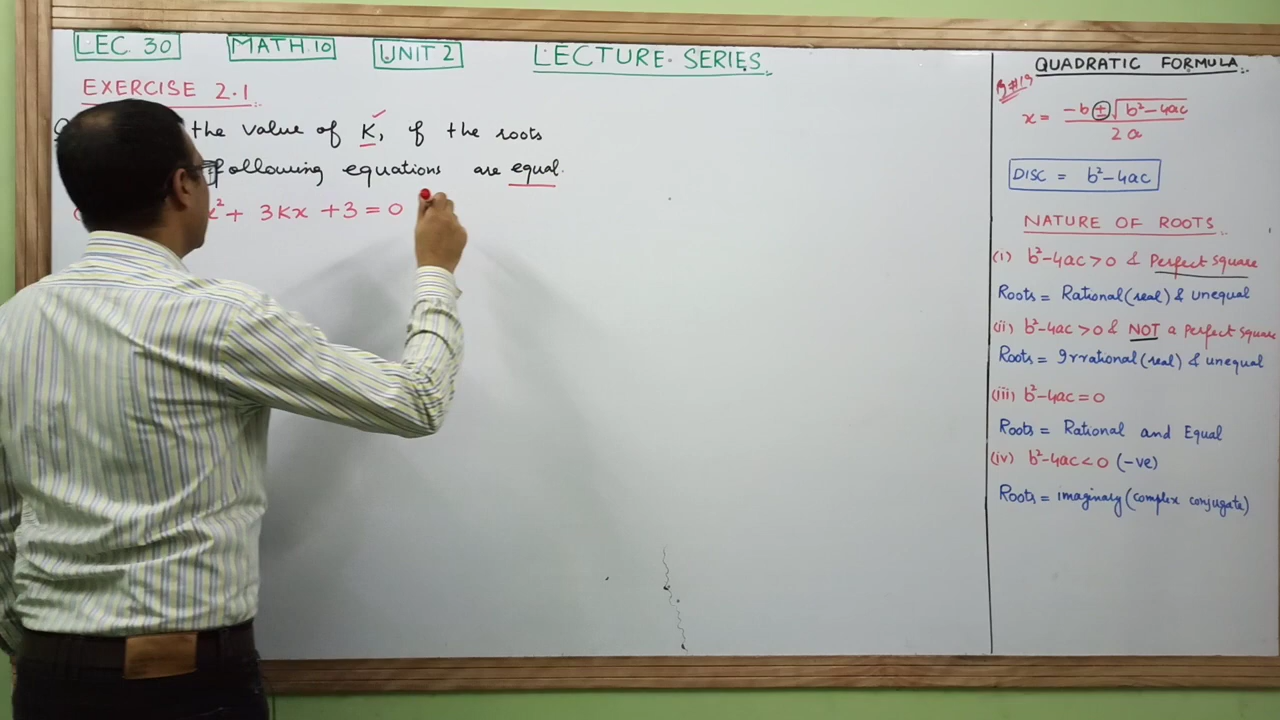 LEC. 30 MATH 10 UNIT 2 LECTURE SERIES
EXERCISE 2.1
the value of K, if the roots
following equations are equal.
x² + 3Kx + 3 = 0
QUADRATIC FORMULA
x = -b ± √b²-4ac
2a
DISC = b²-4ac
NATURE OF ROOTS
(i) b²-4ac > 0 & Perfect Square
Roots = Rational (real) & unequal
(ii) b²-4ac > 0 & NOT a perfect square
Roots = Irrational (real) & unequal
(iii) b²-4ac = 0
Roots = Rational and Equal
(iv) b²-4ac < 0 (-ve)
Roots = imaginary (complex conjugate)